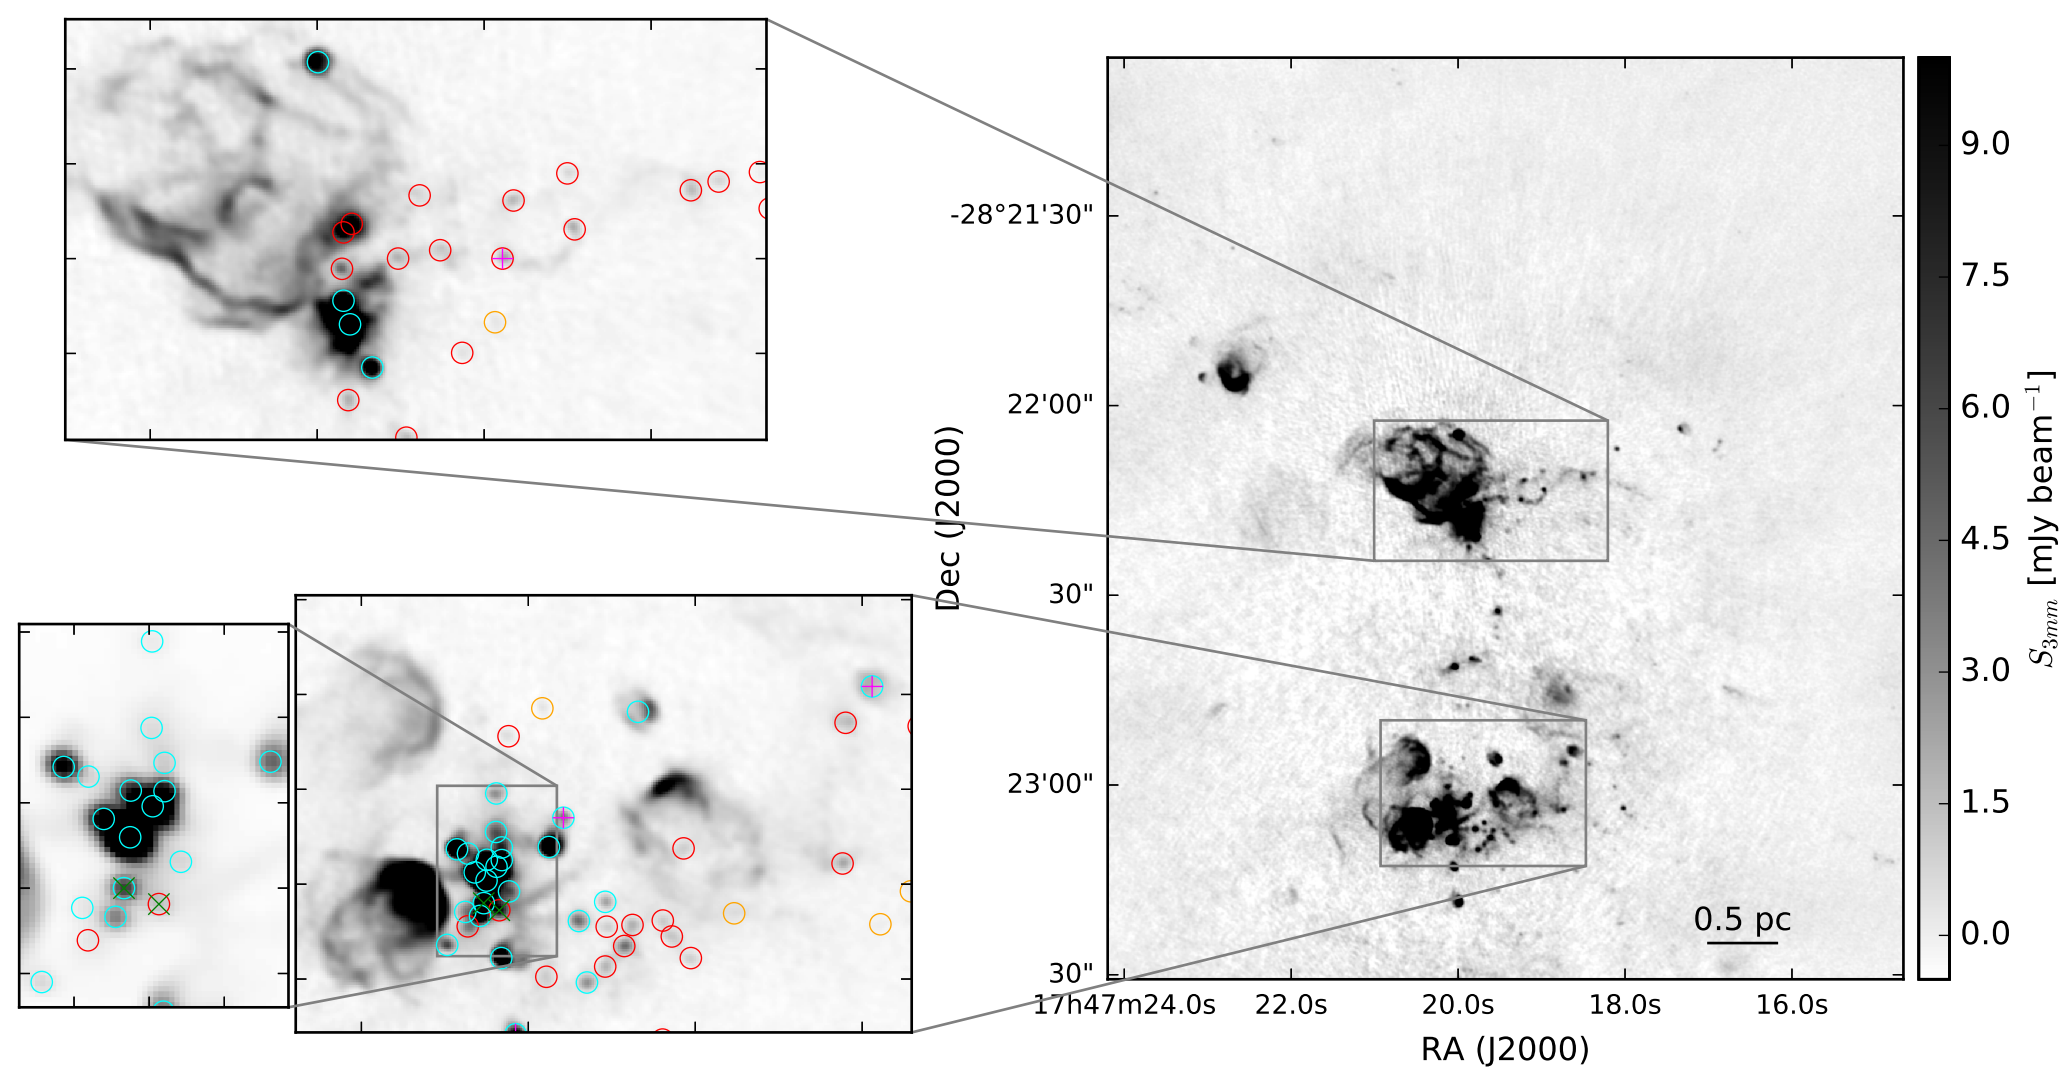 -28°21'30"
22'00"
30"
23'00"
30"
Dec (J2000)
17h47m24.0s 22.0s 20.0s 18.0s 16.0s
RA (J2000)
0.5 pc
9.0
7.5
6.0
4.5
3.0
1.5
0.0
S_{3mm} [mJy beam⁻¹]